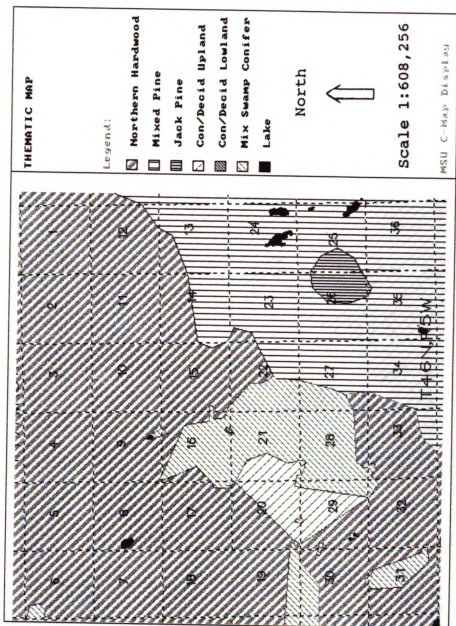 THEMATIC MAP
Legend:
Northern Hardwood
Mixed Pine
Jack Pine
Con/Decid Upland
Con/Decid Lowland
Mix Swamp Conifer
Lake
North
Scale 1:608,256
MSU C-Map Display
6 5 4 3 2 1
7 8 9 10 11 12
18 17 16 15 14 13
19 20 21 22 23 24
30 29 28 27 26 25
31 32 33 34 35 36